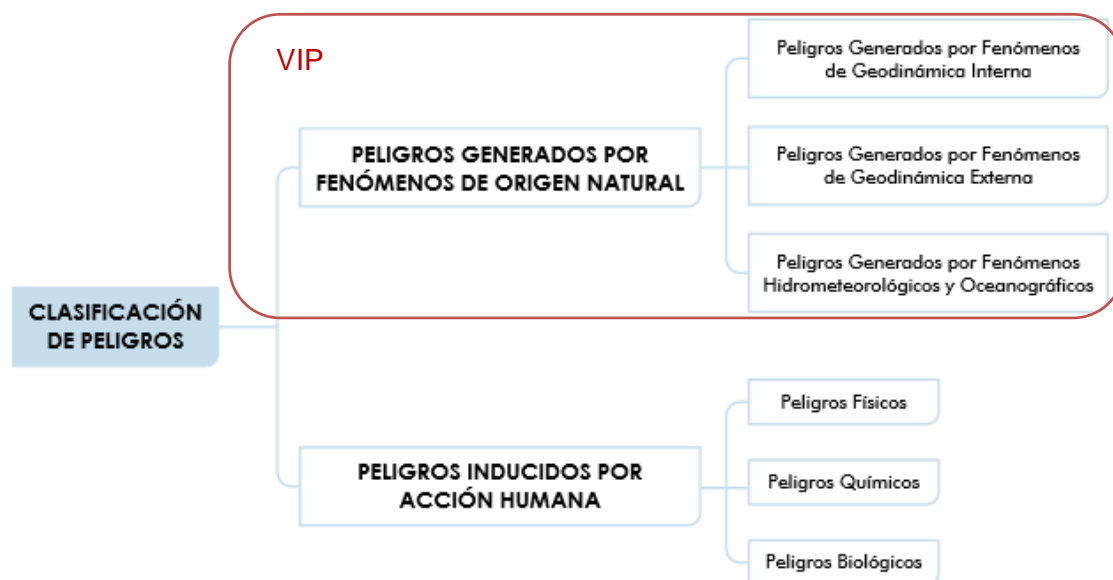 VIP
Peligros Generados por Fenómenos
de Geodinámica Interna
PELIGROS GENERADOS POR
FENÓMENOS DE ORIGEN NATURAL
Peligros Generados por Fenómenos
de Geodinámica Externa
Peligros Generados por Fenómenos
Hidrometeorológicos y Oceanográficos
CLASIFICACIÓN
DE PELIGROS
Peligros Físicos
PELIGROS INDUCIDOS POR
ACCIÓN HUMANA
Peligros Químicos
Peligros Biológicos